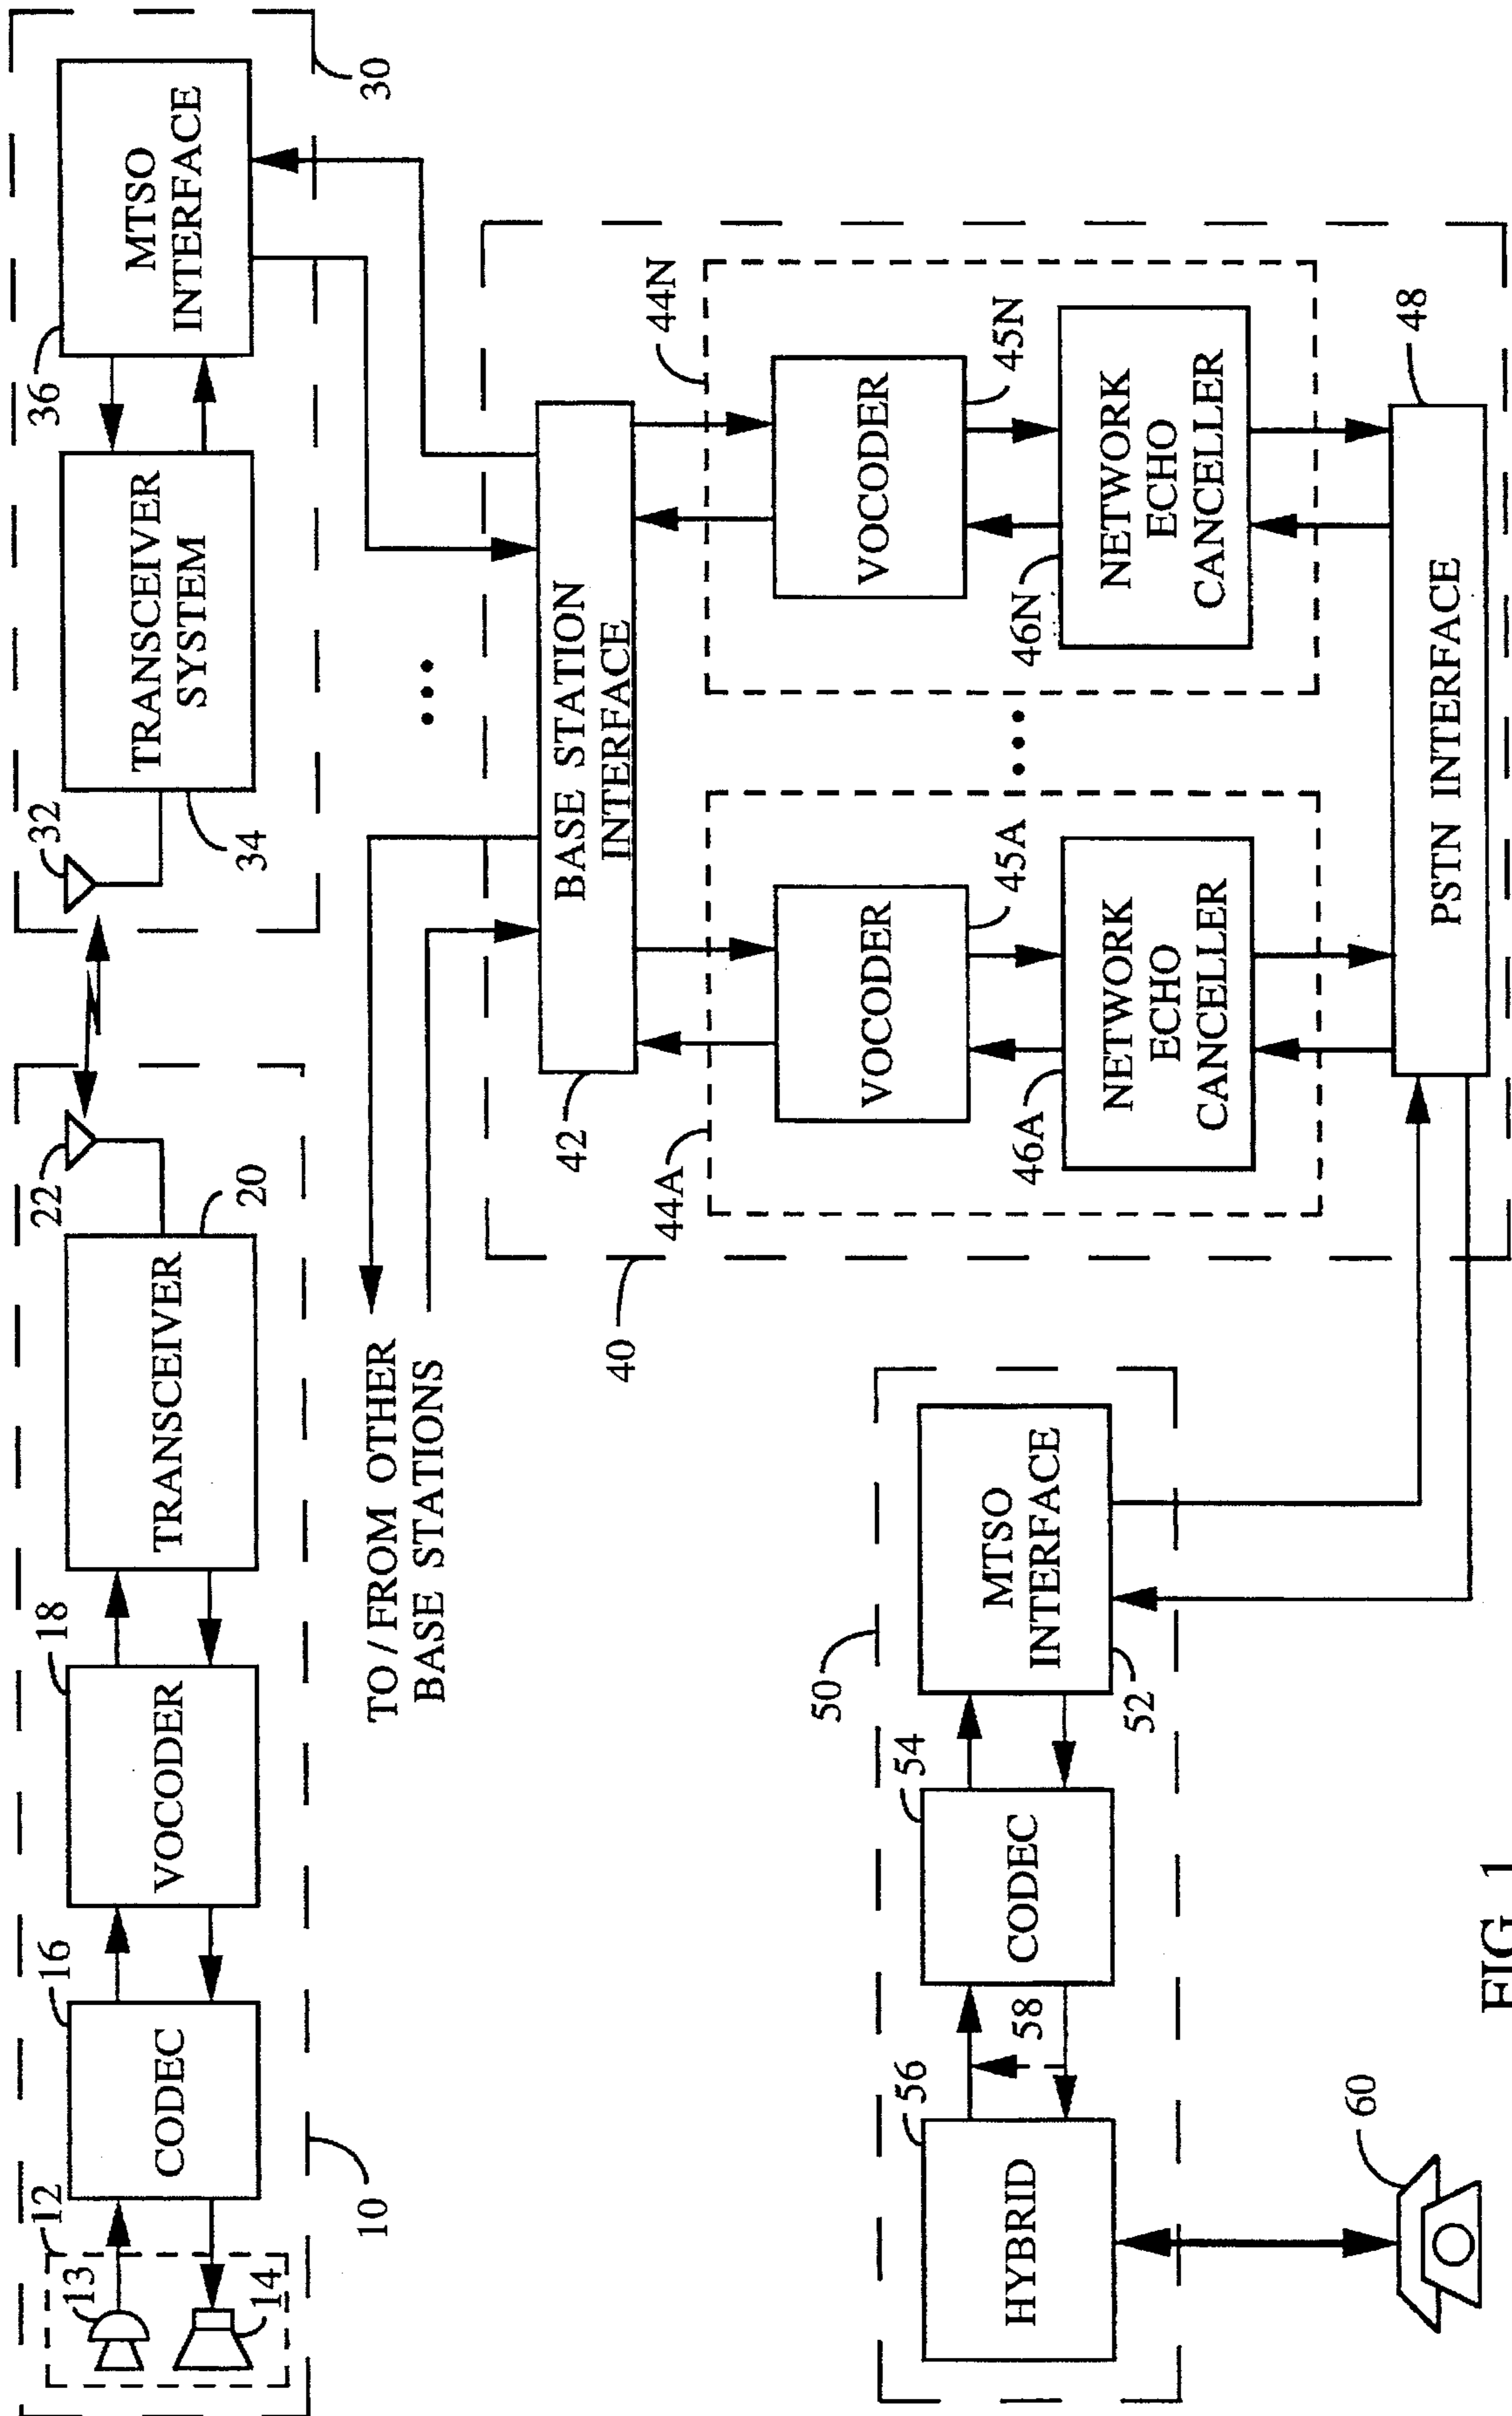 12
13
14
16
CODEC
18
VOCODER
TRANSCEIVER
20
22
10
32
34
TRANSCEIVER
SYSTEM
36
MTSO
INTERFACE
30
TO / FROM OTHER
BASE STATIONS
40
42
BASE STATION
INTERFACE
44A
VOCODER
45A
46A
NETWORK
ECHO
CANCELLER
44N
VOCODER
45N
46N
NETWORK
ECHO
CANCELLER
PSTN INTERFACE
48
50
MTSO
INTERFACE
52
54
CODEC
58
56
HYBRID
60
FIG. 1